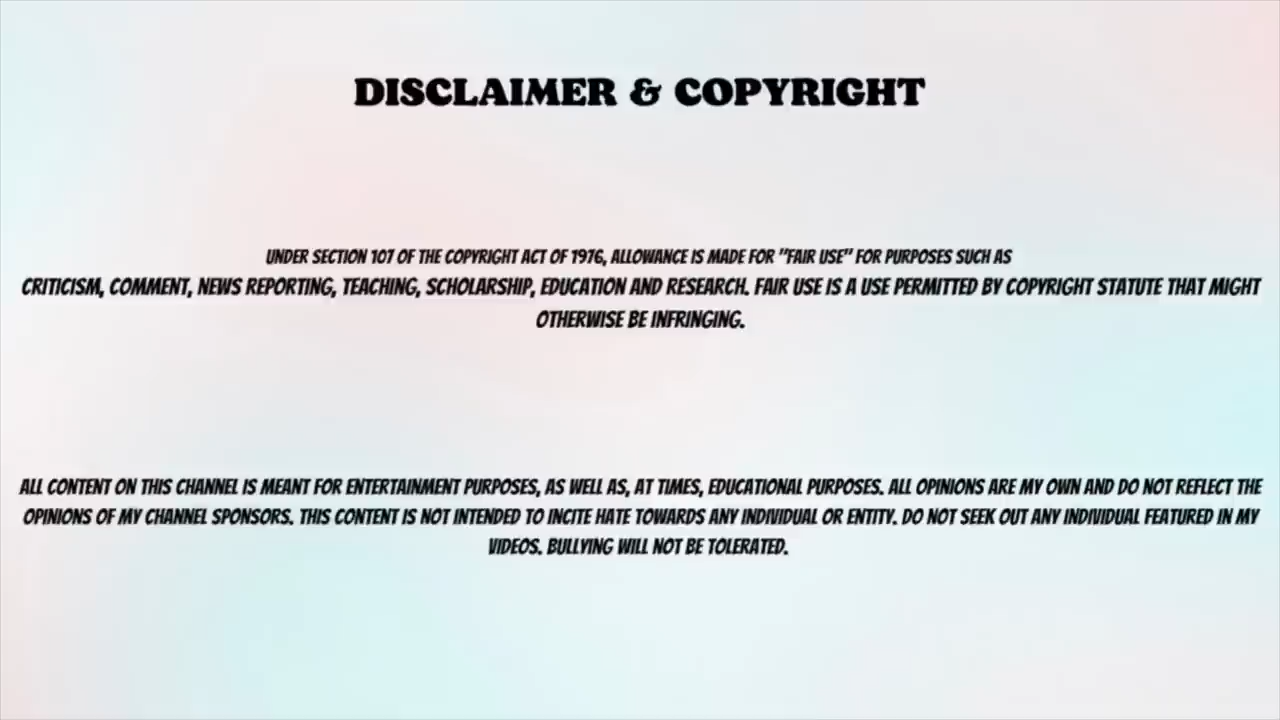 DISCLAIMER & COPYRIGHT
UNDER SECTION 107 OF THE COPYRIGHT ACT OF 1976, ALLOWANCE IS MADE FOR "FAIR USE" FOR PURPOSES SUCH AS
CRITICISM, COMMENT, NEWS REPORTING, TEACHING, SCHOLARSHIP, EDUCATION AND RESEARCH. FAIR USE IS A USE PERMITTED BY COPYRIGHT STATUTE THAT MIGHT
OTHERWISE BE INFRINGING.
ALL CONTENT ON THIS CHANNEL IS MEANT FOR ENTERTAINMENT PURPOSES, AS WELL AS, AT TIMES, EDUCATIONAL PURPOSES. ALL OPINIONS ARE MY OWN AND DO NOT REFLECT THE
OPINIONS OF MY CHANNEL SPONSORS. THIS CONTENT IS NOT INTENDED TO INCITE HATE TOWARDS ANY INDIVIDUAL OR ENTITY. DO NOT SEEK OUT ANY INDIVIDUAL FEATURED IN MY
VIDEOS. BULLYING WILL NOT BE TOLERATED.